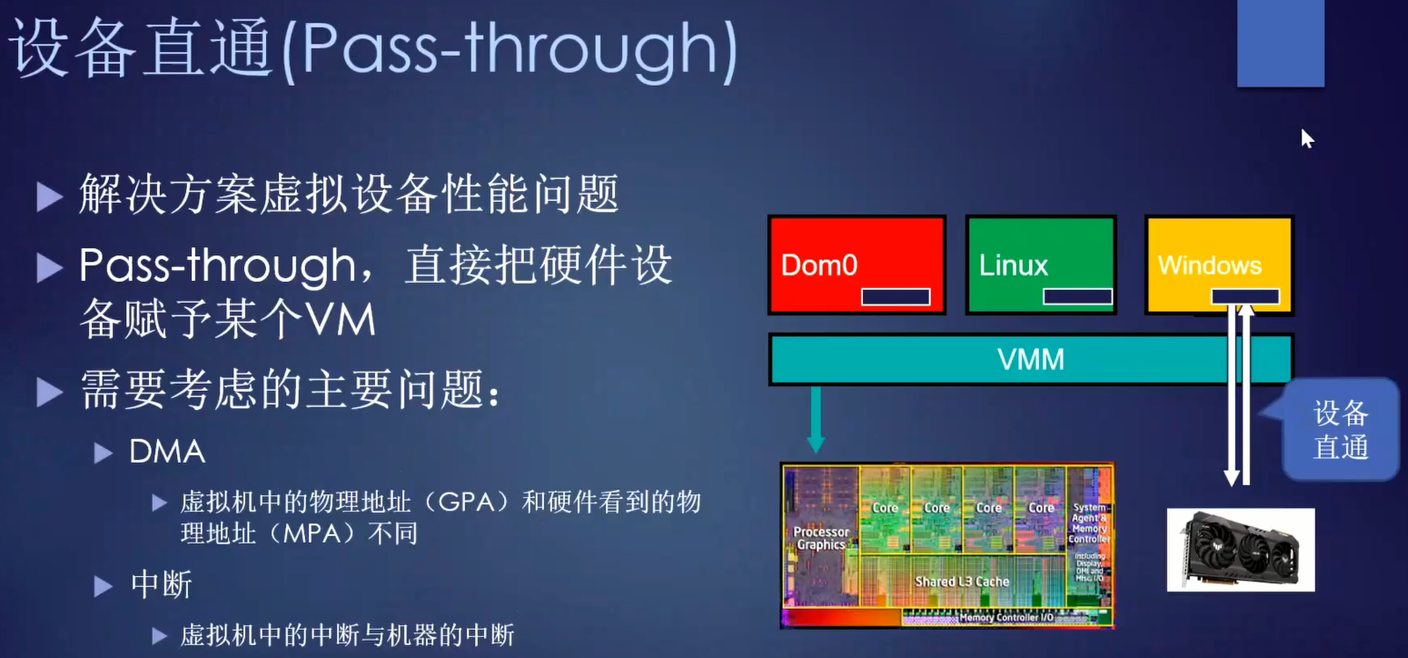 设备直通(Pass-through)
解决方案虚拟设备性能问题
Pass-through，直接把硬件设
备赋予某个VM
需要考虑的主要问题：
DMA
虚拟机中的物理地址（GPA）和硬件看到的物
理地址（MPA）不同
中断
虚拟机中的中断与机器的中断
Dom0
Linux
Windows
VMM
设备
直通
Processor
Graphics
Core
Core
Core
Core
System
Agent &
Memory
Controller
Including
Display,
DMI and
Misc. I/O
Shared L3 Cache
Memory Controller I/O